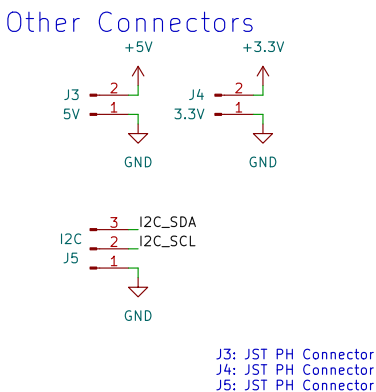 Other Connectors
+5V
+3.3V
J3 2
5V 1
J4 2
3.3V 1
GND
GND
3 I2C_SDA
I2C 2 I2C_SCL
J5 1
GND
J3: JST PH Connector
J4: JST PH Connector
J5: JST PH Connector